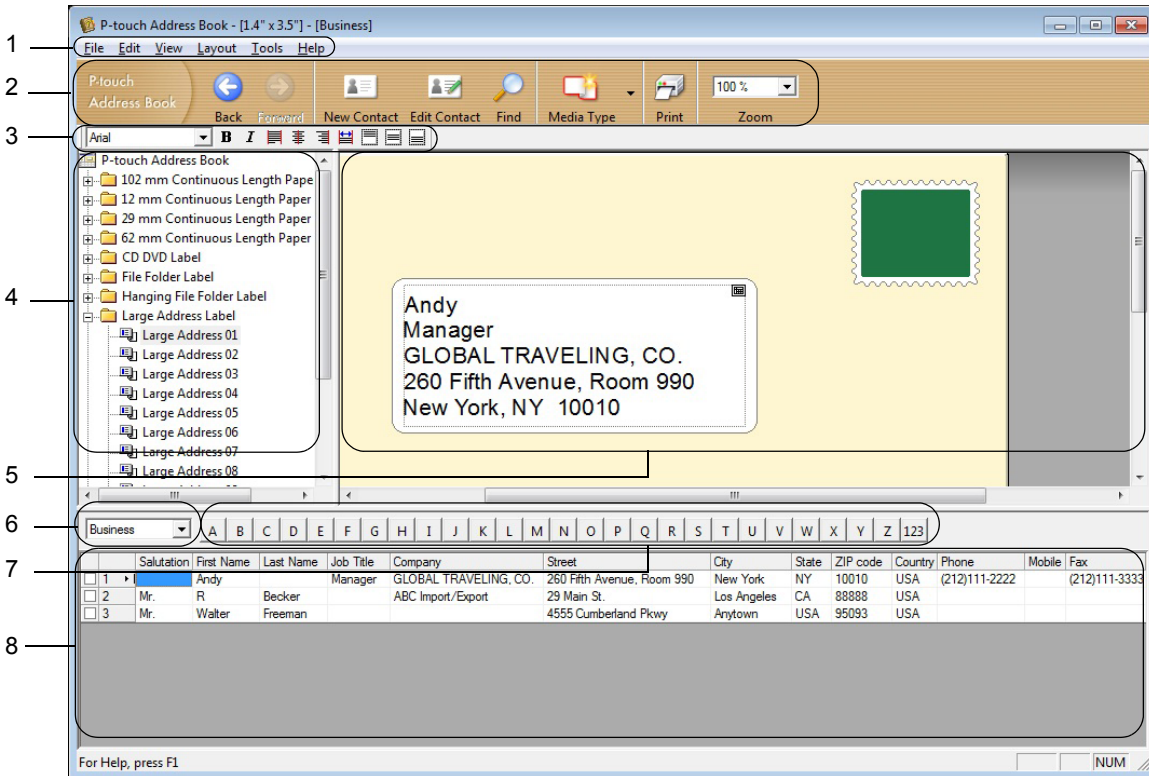 P-touch Address Book - [1.4" x 3.5"] - [Business]
1
File Edit View Layout Tools Help
2
P-touch
Address Book
Back Forward New Contact Edit Contact Find Media Type Print 100 % Zoom
3
Arial B I
4
P-touch Address Book
102 mm Continuous Length Pape
12 mm Continuous Length Paper
29 mm Continuous Length Paper
62 mm Continuous Length Paper
CD DVD Label
File Folder Label
Hanging File Folder Label
Large Address Label
Large Address 01
Large Address 02
Large Address 03
Large Address 04
Large Address 05
Large Address 06
Large Address 07
Large Address 08
Andy
Manager
GLOBAL TRAVELING, CO.
260 Fifth Avenue, Room 990
New York, NY 10010
5
6
Business A B C D E F G H I J K L M N O P Q R S T U V W X Y Z 123
7
Salutation First Name Last Name Job Title Company Street City State ZIP code Country Phone Mobile Fax
1 Andy Manager GLOBAL TRAVELING, CO. 260 Fifth Avenue, Room 990 New York NY 10010 USA (212)111-2222 (212)111-3333
2 Mr. R Becker ABC Import/Export 29 Main St. Los Angeles CA 88888 USA
3 Mr. Walter Freeman 4555 Cumberland Pkwy Anytown USA 95093 USA
8
For Help, press F1 NUM